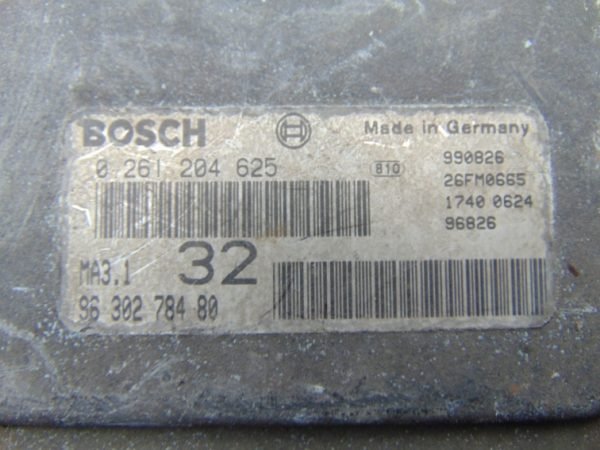 BOSCH
Made in Germany
0 261 204 625
810
990826
26FM0665
1740 0624
96826
MA3.1
32
96 302 784 80